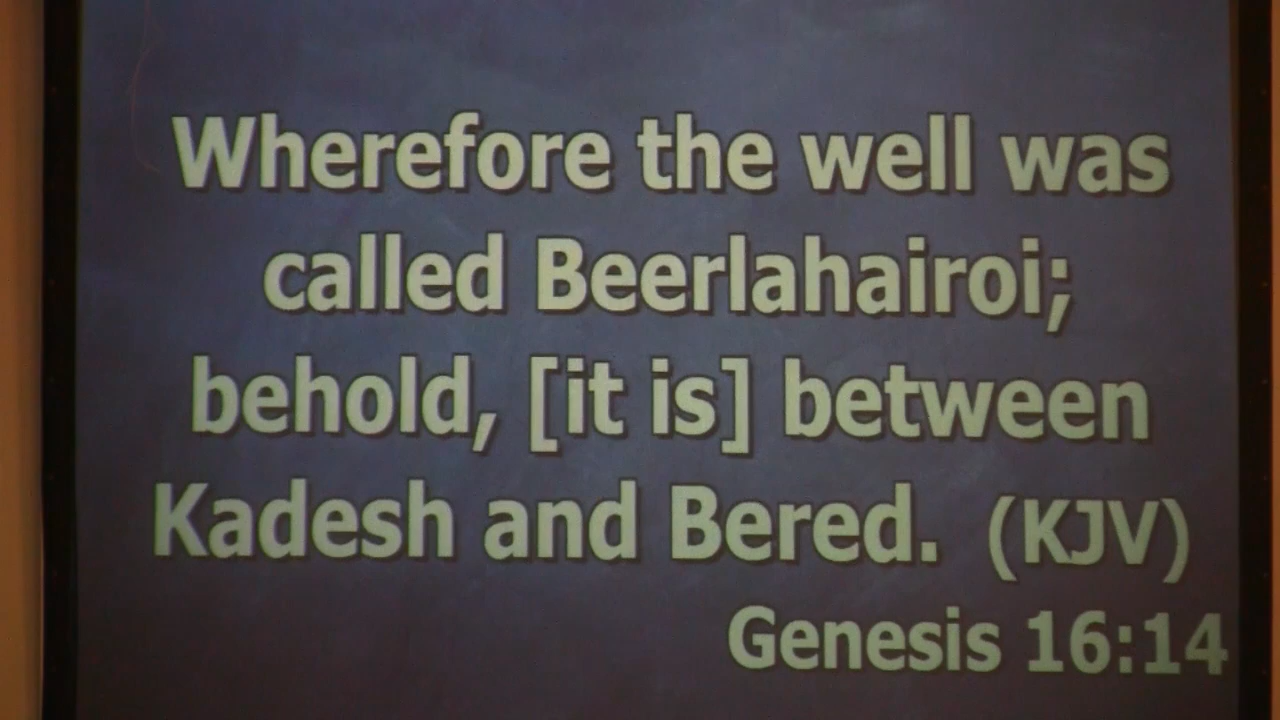 Wherefore the well was
called Beerlahairoi;
behold, [it is] between
Kadesh and Bered. (KJV)
Genesis 16:14